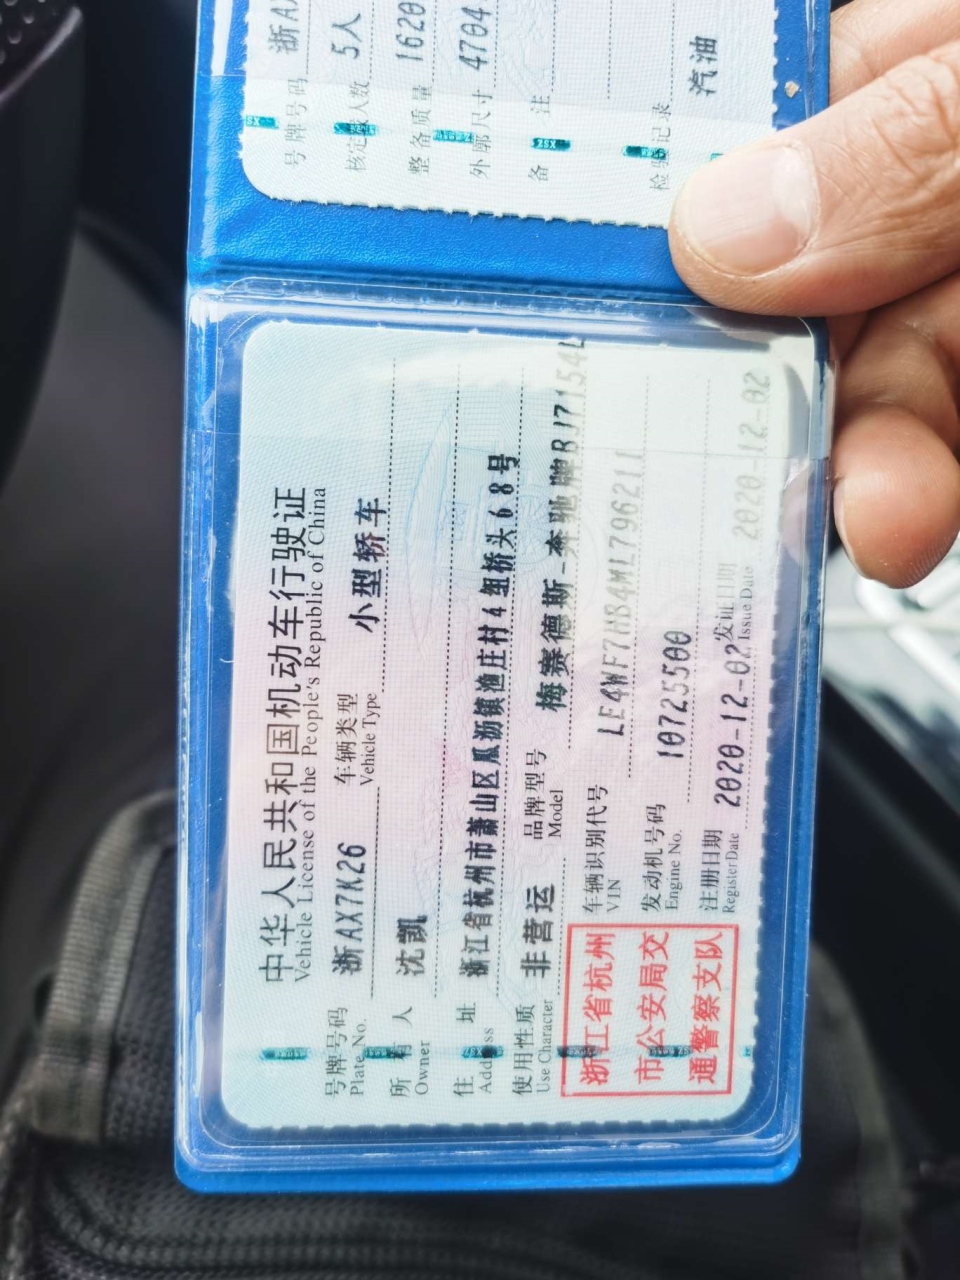 中华人民共和国机动车行驶证
Vehicle License of the People's Republic of China
号牌号码 浙AX7K26 车辆类型 小型轿车
Plate No. Vehicle Type
所有人 沈凯
Owner
住址 浙江省杭州市萧山区瓜沥镇渔庄村4组桥头68号
Address
使用性质 非营运 品牌型号 梅赛德斯-奔驰牌BJ7154
Use Character Model
浙江省杭州
市公安局交
通警察支队
车辆识别代号 LE4WF7HB4ML796211
VIN
发动机号码 10725500
Engine No.
注册日期 2020-12-02 发证日期 2020-12-02
Register Date Issue Date
号牌号码 浙AX
核定载人数 5人
整备质量 1620
外廓尺寸 4704
备注
检验记录
汽油